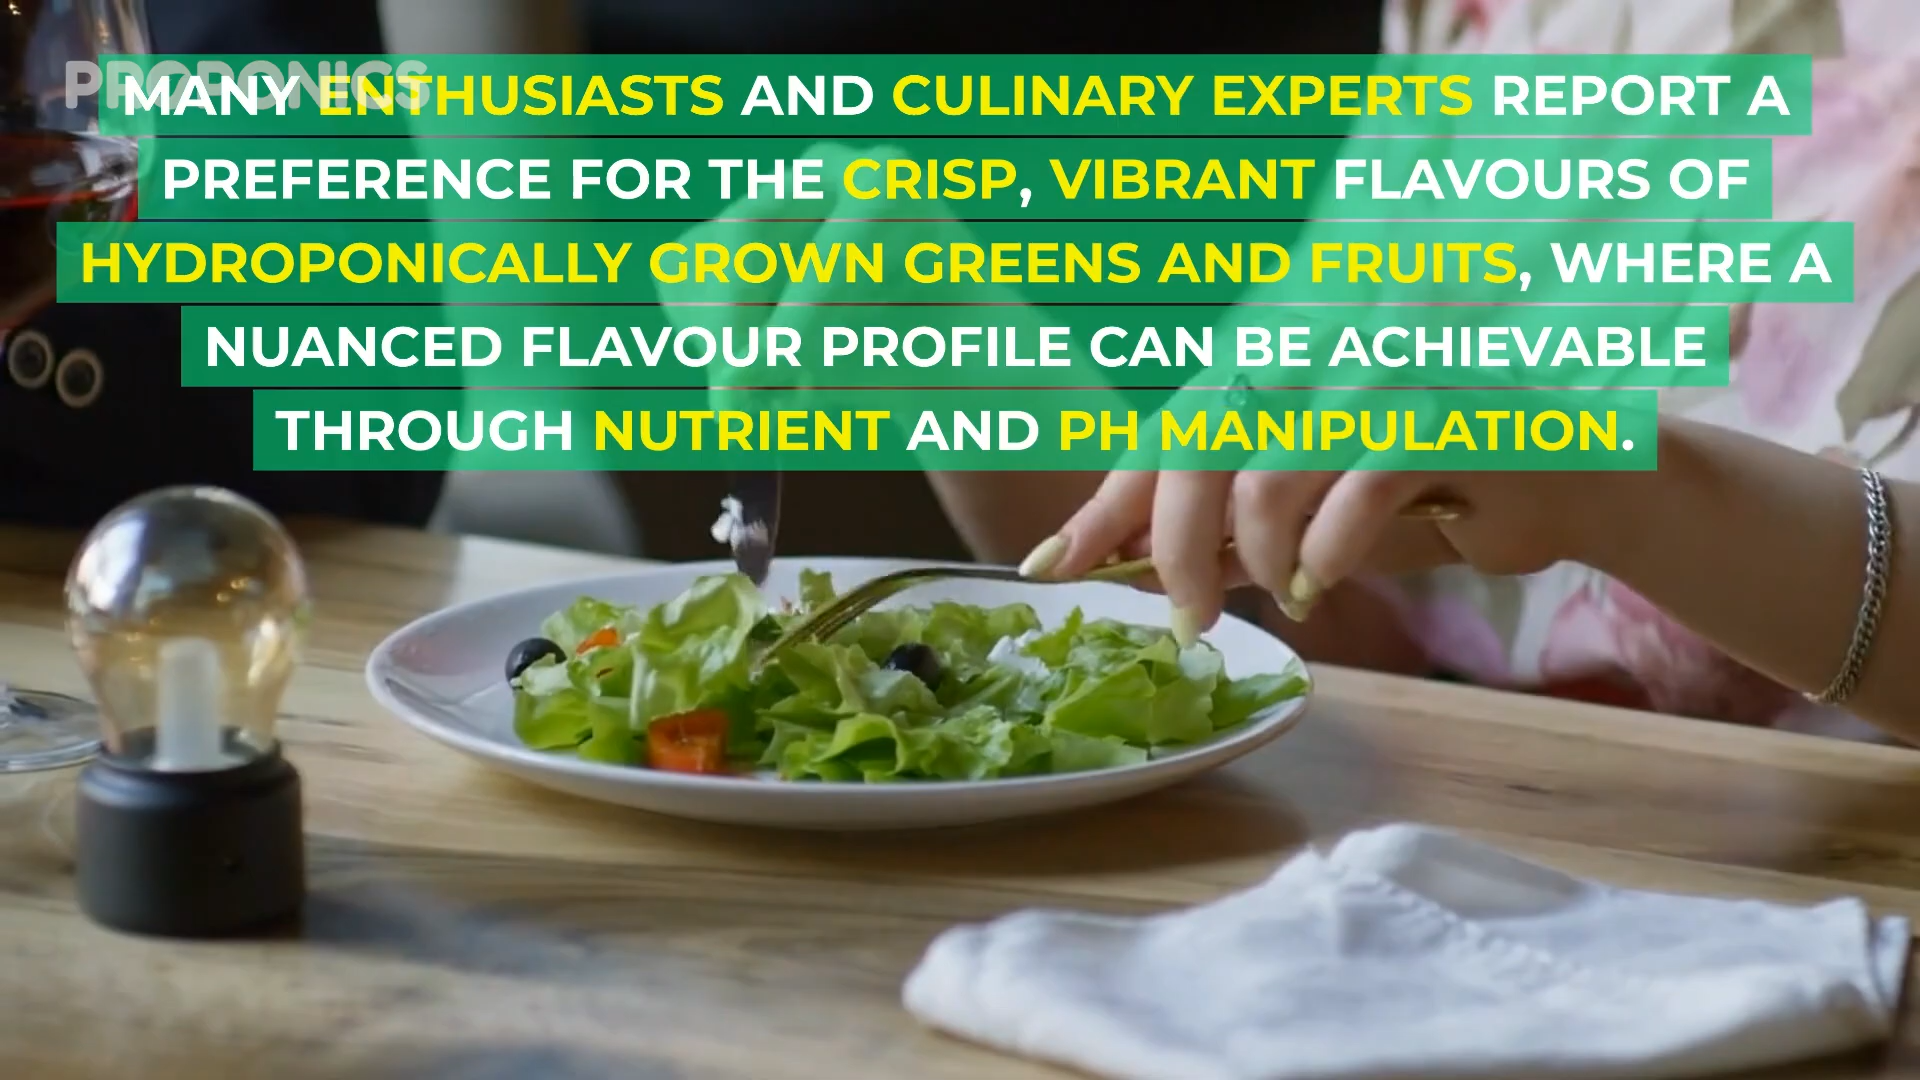 PROPONICS
MANY ENTHUSIASTS AND CULINARY EXPERTS REPORT A
PREFERENCE FOR THE CRISP, VIBRANT FLAVOURS OF
HYDROPONICALLY GROWN GREENS AND FRUITS, WHERE A
NUANCED FLAVOUR PROFILE CAN BE ACHIEVABLE
THROUGH NUTRIENT AND PH MANIPULATION.